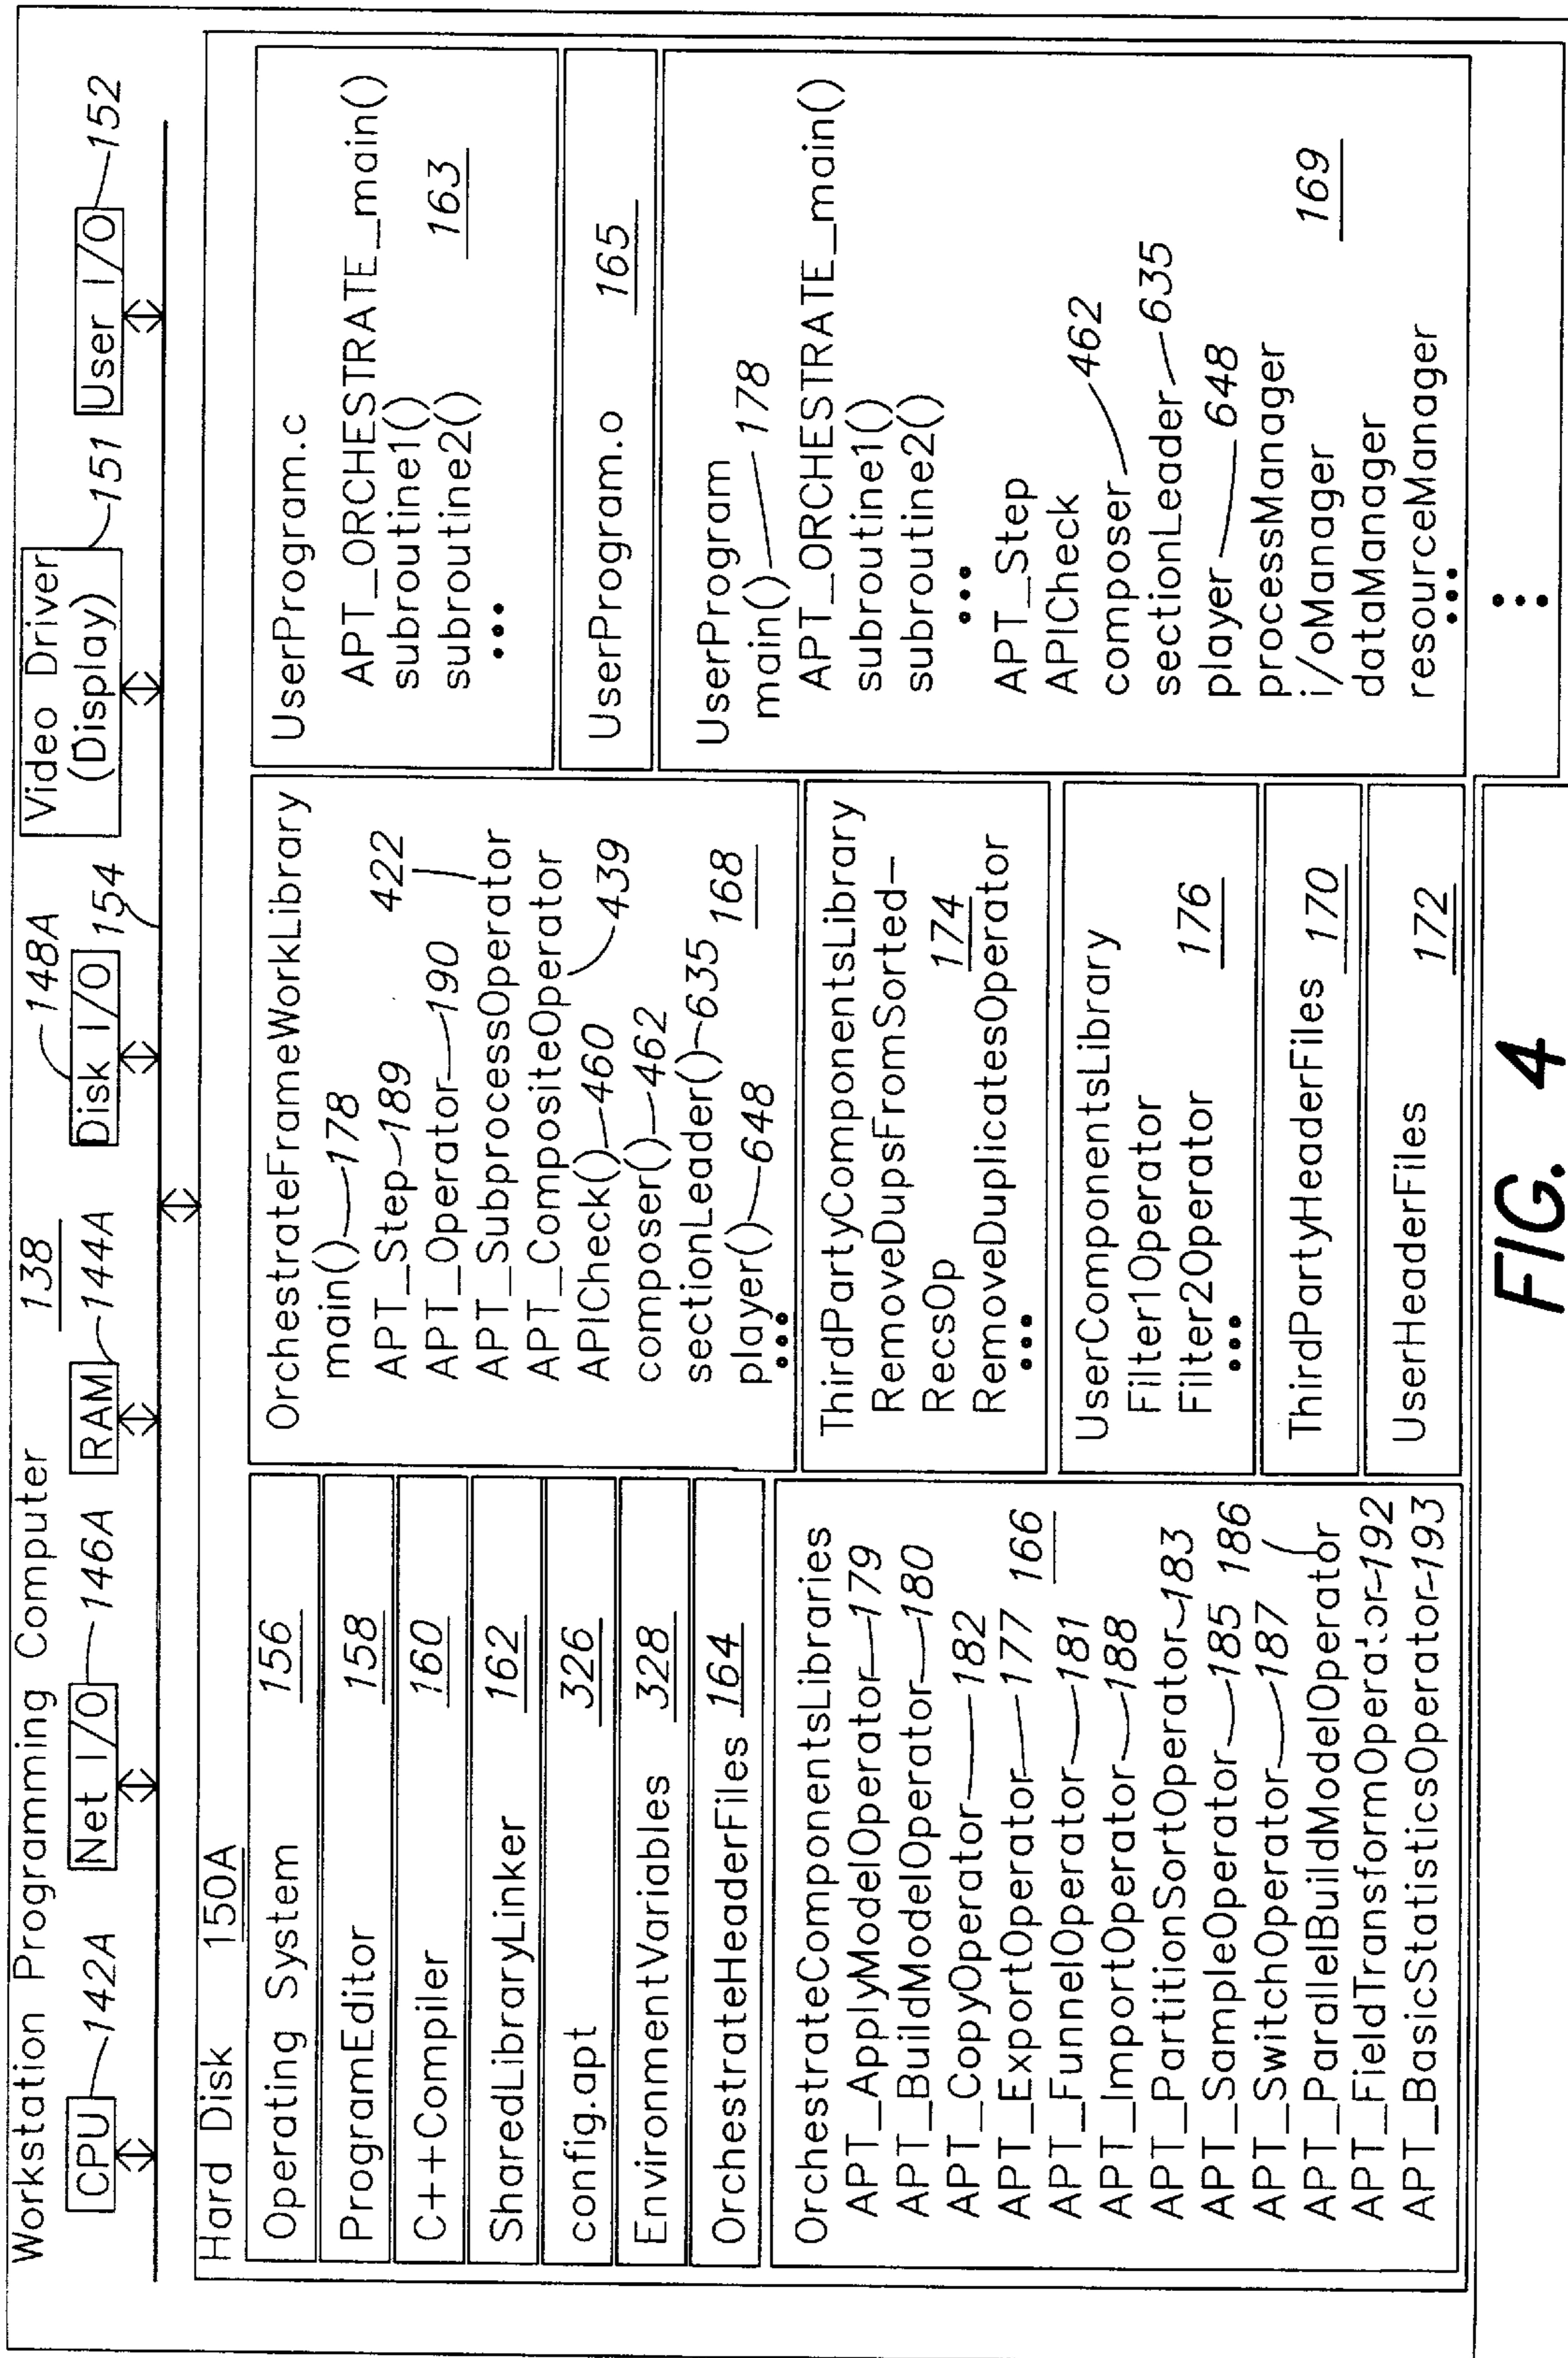 Workstation Programming Computer 138
CPU 142A Net I/O 146A RAM 144A Disk I/O 148A 154 Video Driver (Display) 151 User I/O 152
Hard Disk 150A
Operating System 156
ProgramEditor 158
C++Compiler 160
SharedLibraryLinker 162
config.apt 326
EnvironmentVariables 328
OrchestrateHeaderFiles 164
OrchestrateComponentsLibraries
APT_ApplyModelOperator 179
APT_BuildModelOperator 180
APT_CopyOperator 182
APT_ExportOperator 177 166
APT_FunnelOperator 181
APT_ImportOperator 188
APT_PartitionSortOperator 183
APT_SampleOperator 185 186
APT_SwitchOperator 187
APT_ParallelBuildModelOperator
APT_FieldTransformOperator 192
APT_BasicStatisticsOperator 193
OrchestrateFrameWorkLibrary
main() 178
APT_Step 189 422
APT_Operator 190
APT_SubprocessOperator
APT_CompositeOperator
APICheck() 460 439
composer() 462
sectionLeader() 635 168
player() 648
•••
ThirdPartyComponentsLibrary
RemoveDupsFromSorted-
RecsOp 174
RemoveDuplicatesOperator
•••
UserComponentsLibrary
Filter1Operator
Filter2Operator 176
•••
ThirdPartyHeaderFiles 170
UserHeaderFiles 172
UserProgram.c
APT_ORCHESTRATE_main()
subroutine1()
subroutine2() 163
•••
UserProgram.o 165
UserProgram
main() 178
APT_ORCHESTRATE_main()
subroutine1()
subroutine2()
•••
APT_Step
APICheck
composer 462
sectionLeader 635
player 648
processManager
i/oManager 169
dataManager
resourceManager
•••
•••
FIG. 4